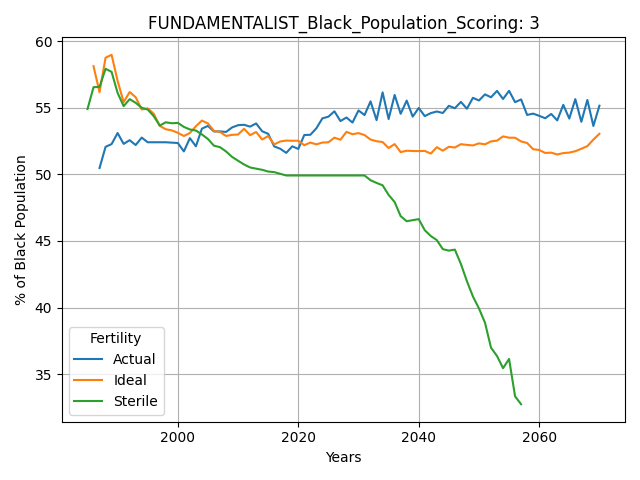 FUNDAMENTALIST_Black_Population_Scoring: 3
60
55
50
45
40
35
% of Black Population
Fertility
Actual
Ideal
Sterile
2000
2020
2040
2060
Years